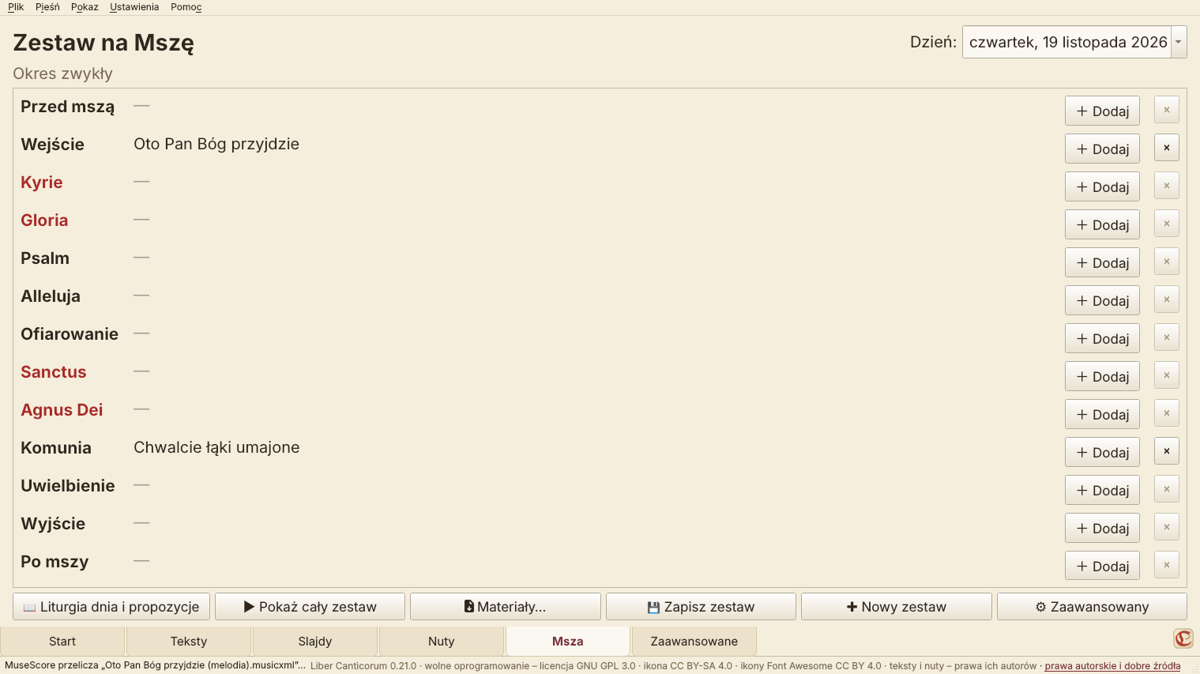 Plik Pieśń Pokaz Ustawienia Pomoc
Zestaw na Mszę
Dzień: czwartek, 19 listopada 2026
Okres zwykły
Przed mszą — + Dodaj ×
Wejście Oto Pan Bóg przyjdzie + Dodaj ×
Kyrie — + Dodaj ×
Gloria — + Dodaj ×
Psalm — + Dodaj ×
Alleluja — + Dodaj ×
Ofiarowanie — + Dodaj ×
Sanctus — + Dodaj ×
Agnus Dei — + Dodaj ×
Komunia Chwalcie łąki umajone + Dodaj ×
Uwielbienie — + Dodaj ×
Wyjście — + Dodaj ×
Po mszy — + Dodaj ×
📖 Liturgia dnia i propozycje ▶ Pokaż cały zestaw Materiały... 💾 Zapisz zestaw + Nowy zestaw ⚙ Zaawansowany
Start Teksty Slajdy Nuty Msza Zaawansowane
MuseScore przelicza „Oto Pan Bóg przyjdzie (melodia).musicxml”... Liber Canticorum 0.21.0 · wolne oprogramowanie – licencja GNU GPL 3.0 · ikona CC BY-SA 4.0 · ikony Font Awesome CC BY 4.0 · teksty i nuty – prawa ich autorów · prawa autorskie i dobre źródła